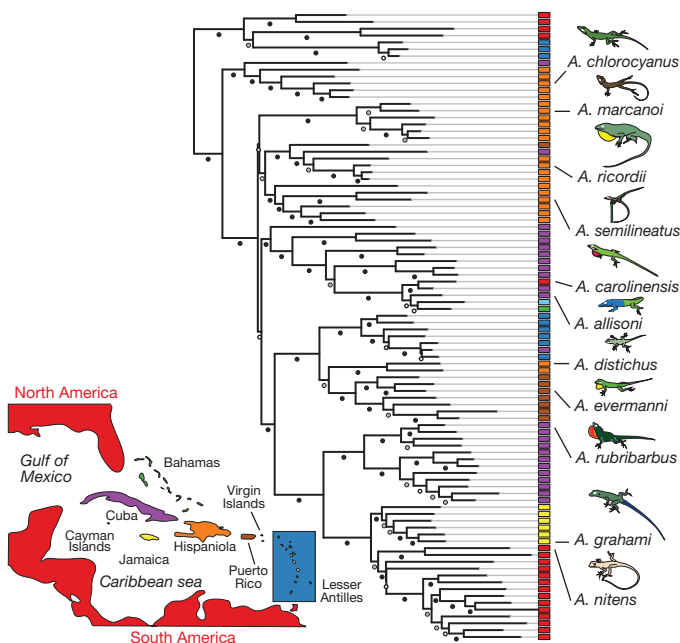 A. chlorocyanus
A. marcanoi
A. ricordii
A. semilineatus
A. carolinensis
A. allisoni
A. distichus
A. evermanni
A. rubribarbus
A. grahami
A. nitens
North America
Gulf of
Mexico
Bahamas
Cuba
Virgin
Islands
Cayman
Islands
Jamaica
Hispaniola
Puerto
Rico
Caribbean sea
Lesser
Antilles
South America